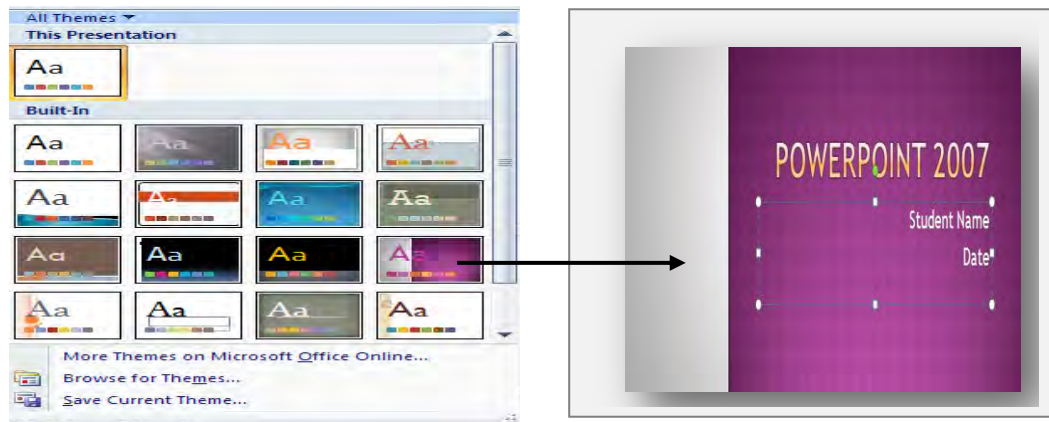 All Themes
This Presentation
Aa
Built-In
Aa Aa Aa Aa
Aa Aa Aa Aa
Aa Aa Aa Aa
Aa Aa Aa Aa
More Themes on Microsoft Office Online...
Browse for Themes...
Save Current Theme...
POWERPOINT 2007
Student Name
Date